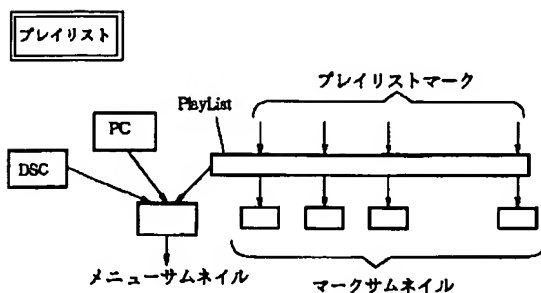 プレイリスト
プレイリストマーク
PlayList
PC
DSC
メニューサムネイル
マークサムネイル